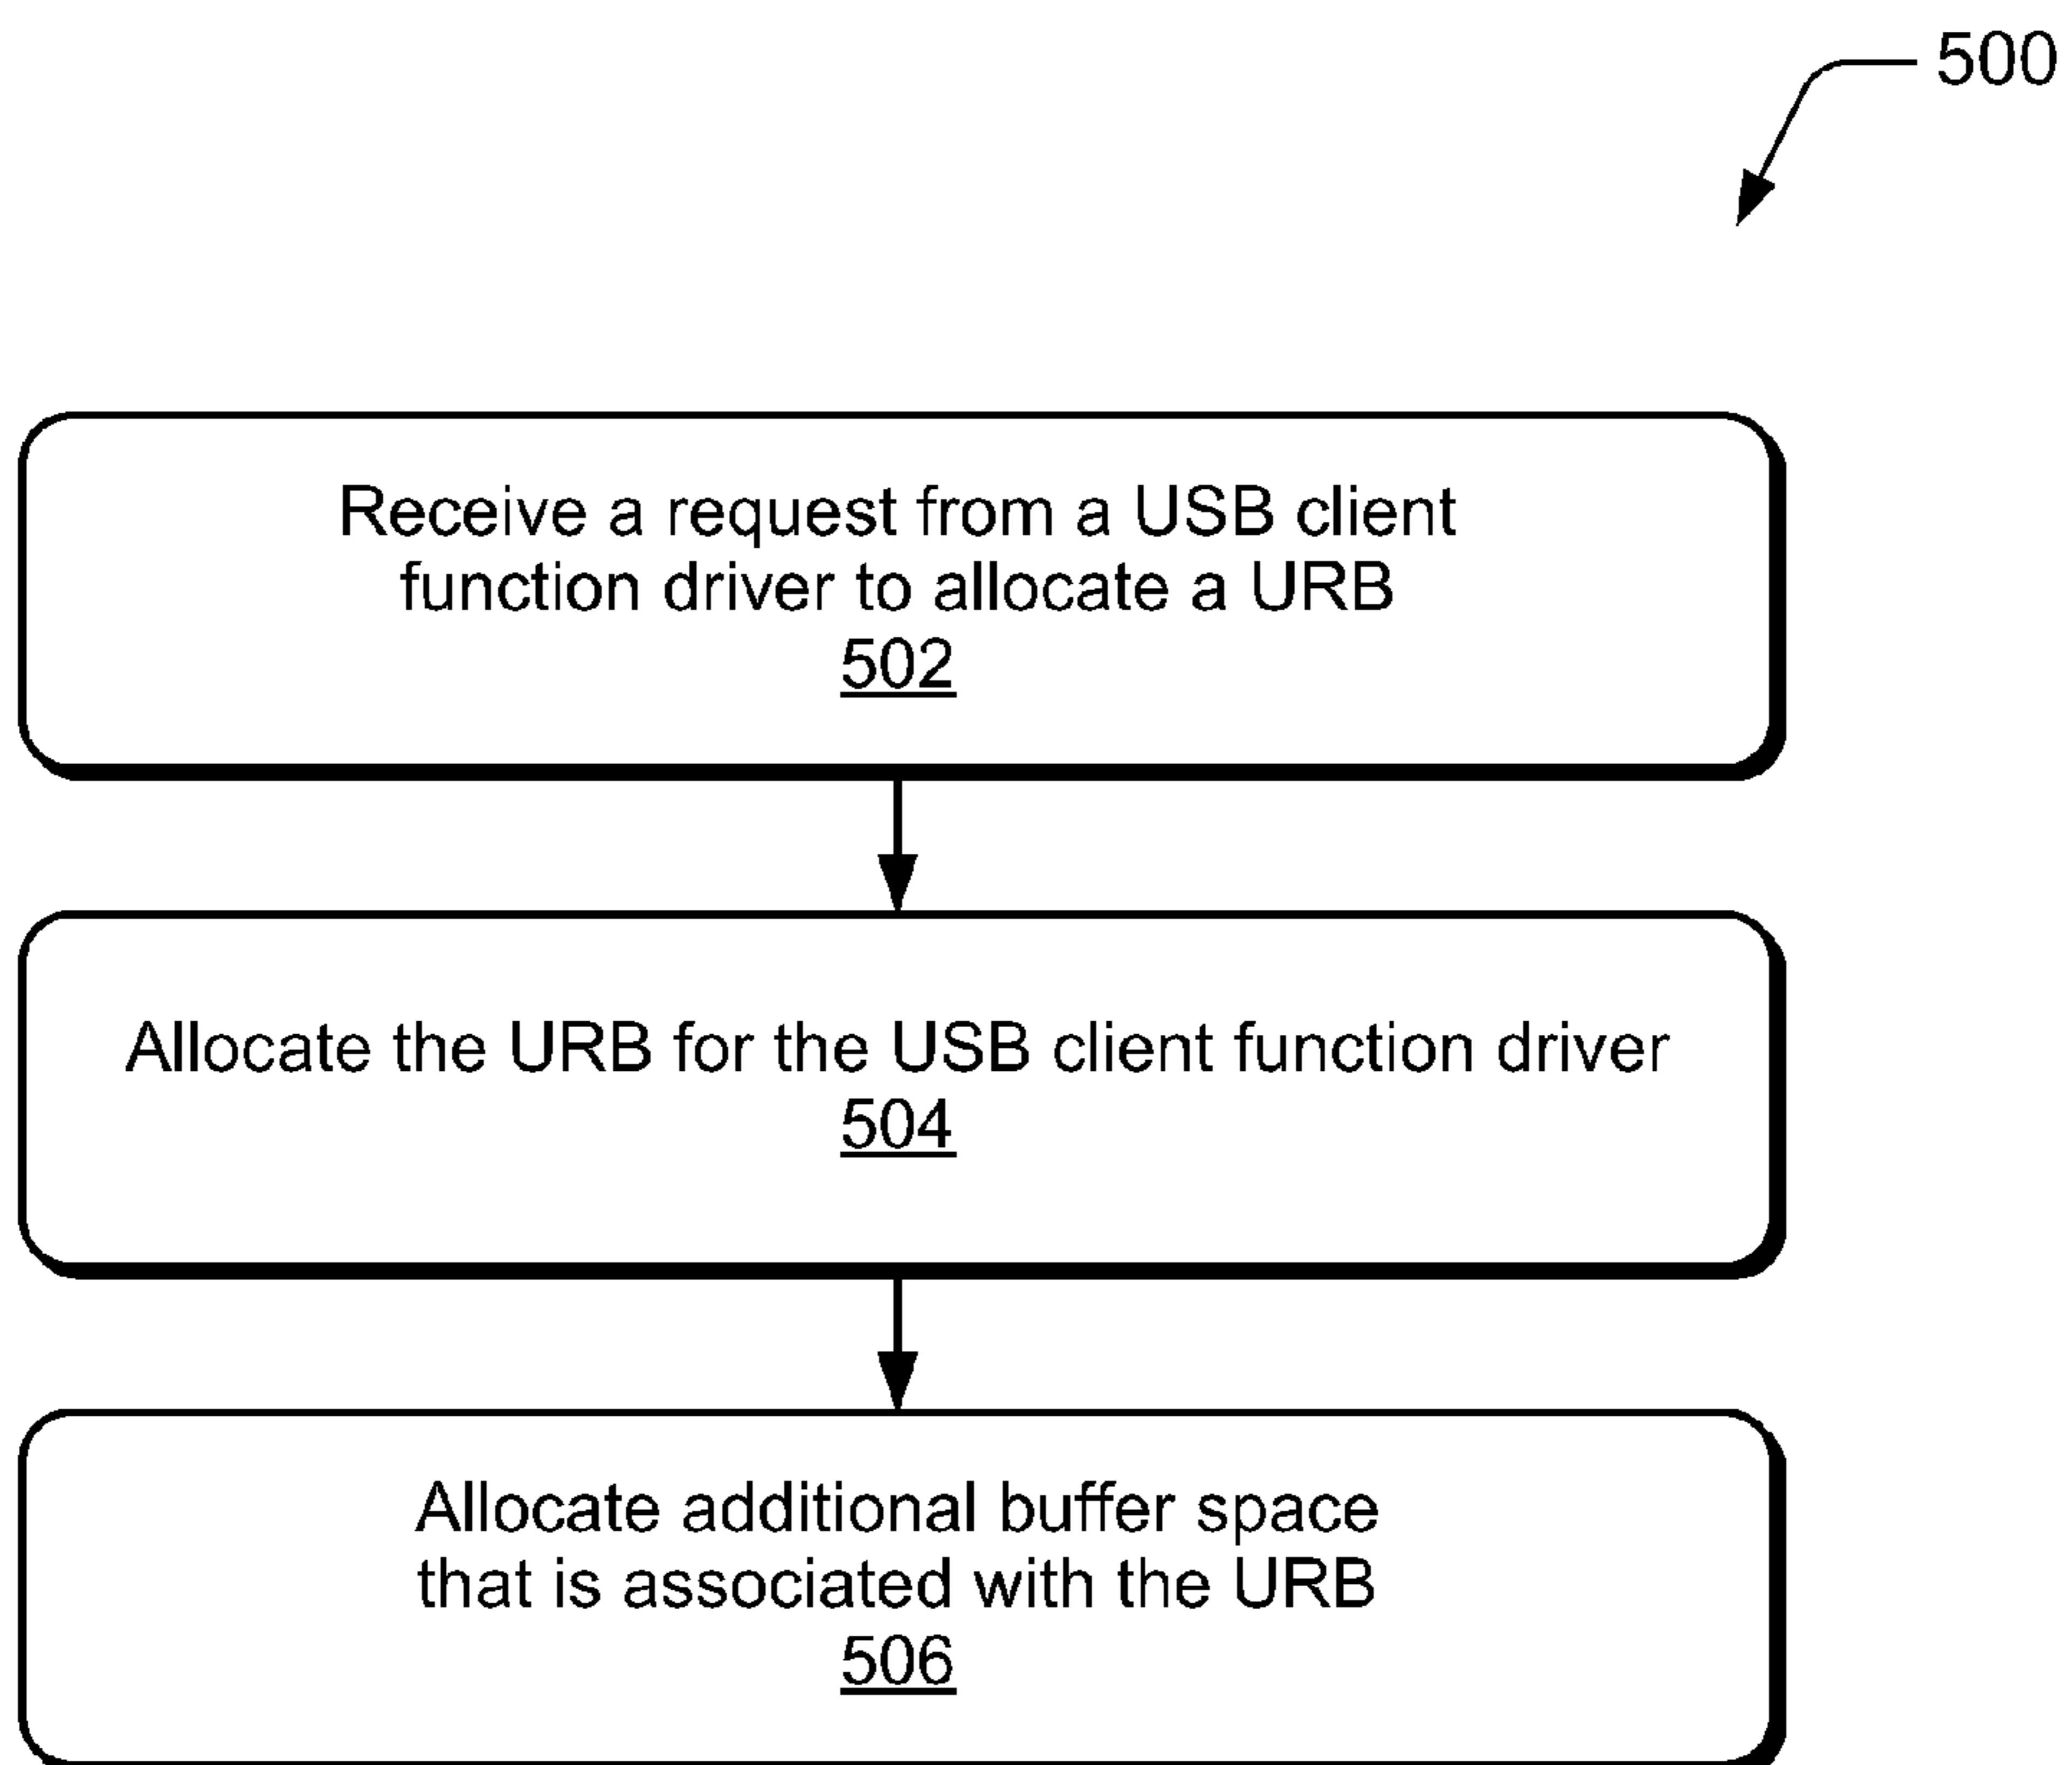 500
Receive a request from a USB client
function driver to allocate a URB
502
Allocate the URB for the USB client function driver
504
Allocate additional buffer space
that is associated with the URB
506